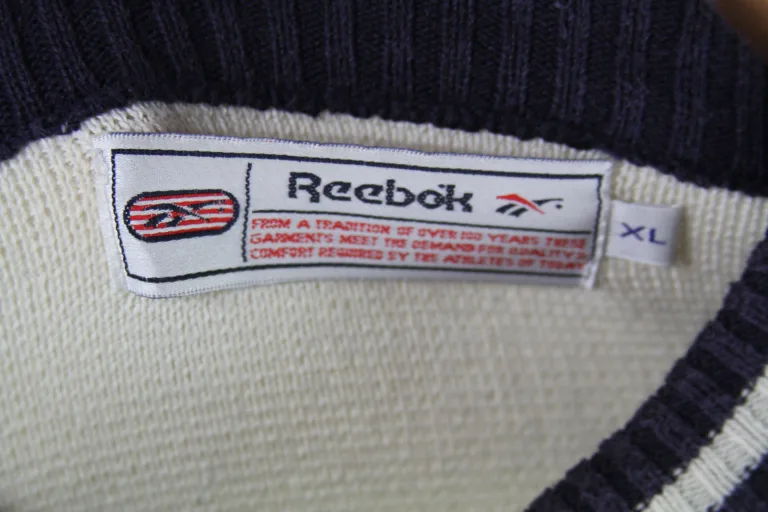 Reebok
XL
FROM A TRADITION OF OVER 100 YEARS THESE
GARMENTS MEET THE DEMAND FOR QUALITY &
COMFORT REQUIRED BY THE ATHLETES OF TODAY